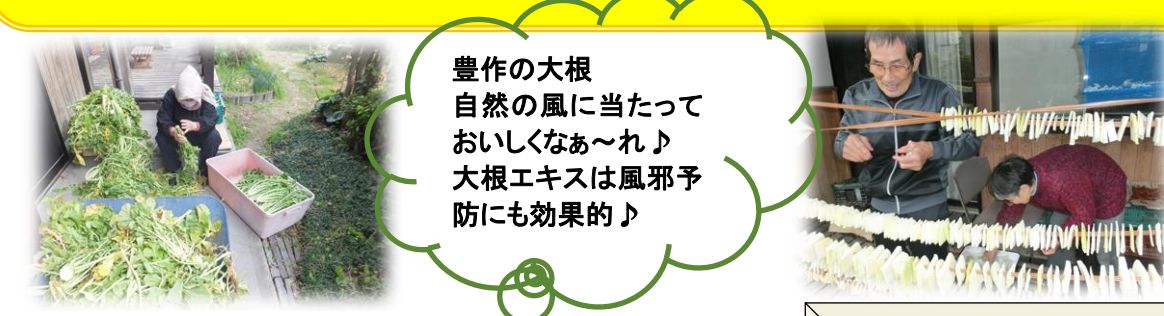 豊作の大根
自然の風に当たって
おいしくなぁ～れ♪
大根エキスは風邪予
防にも効果的♪